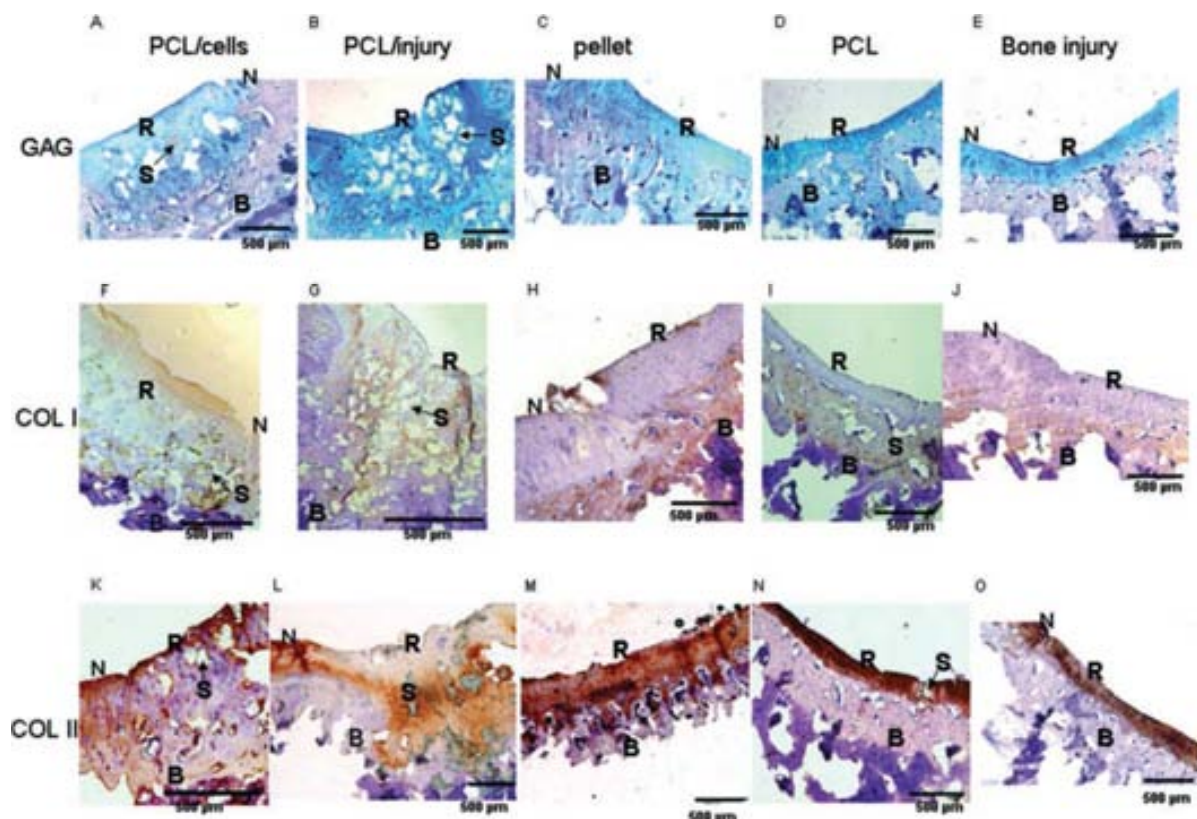 A B C D E
PCL/cells PCL/injury pellet PCL Bone injury
GAG
N R S B 500 µm
R S B 500 µm
N R B 500 µm
N R B 500 µm
N R B 500 µm
F G H I J
COL I
R N S B 500 µm
R S B 500 µm
R N B 500 µm
R S B 500 µm
N R B 500 µm
K L M N O
COL II
N R S B 500 µm
N R S B 500 µm
R B 500 µm
R S B 500 µm
N R B 500 µm